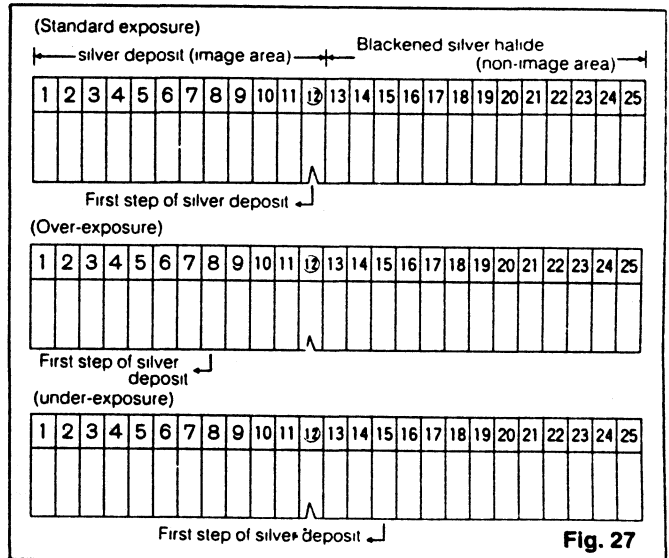 (Standard exposure)
silver deposit (image area)
Blackened silver halide
(non-image area)
1 2 3 4 5 6 7 8 9 10 11 12 13 14 15 16 17 18 19 20 21 22 23 24 25
First step of silver deposit
(Over-exposure)
1 2 3 4 5 6 7 8 9 10 11 12 13 14 15 16 17 18 19 20 21 22 23 24 25
First step of silver
deposit
(under-exposure)
1 2 3 4 5 6 7 8 9 10 11 12 13 14 15 16 17 18 19 20 21 22 23 24 25
First step of silver deposit
Fig. 27